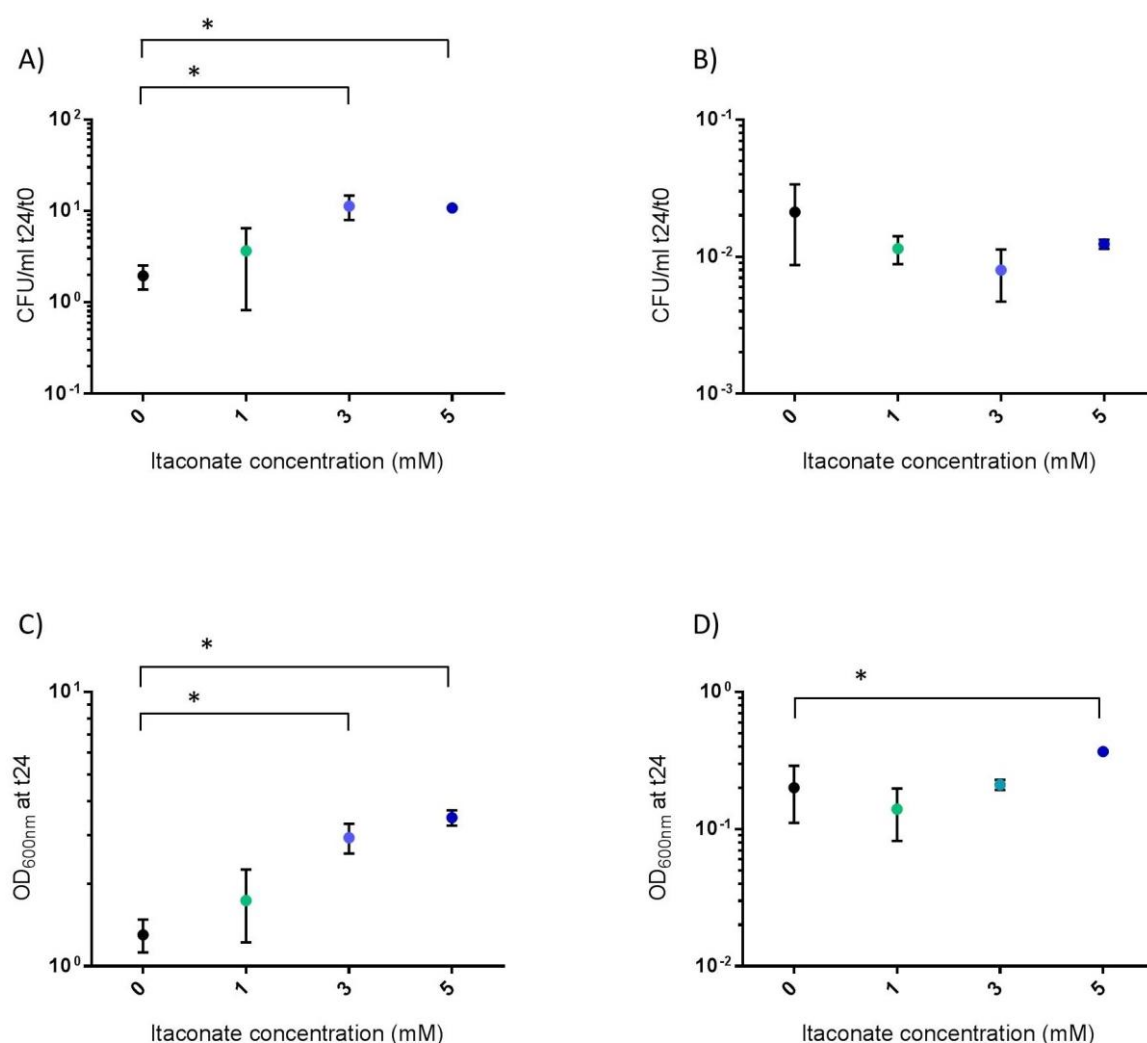 A)
*
*
10²
10¹
10⁰
10⁻¹
CFU/ml t24/t0
0 1 3 5
Itaconate concentration (mM)
B)
10⁻¹
10⁻²
10⁻³
CFU/ml t24/t0
0 1 3 5
Itaconate concentration (mM)
C)
*
*
10¹
10⁰
OD600nm at t24
0 1 3 5
Itaconate concentration (mM)
D)
*
10⁰
10⁻¹
10⁻²
OD600nm at t24
0 1 3 5
Itaconate concentration (mM)